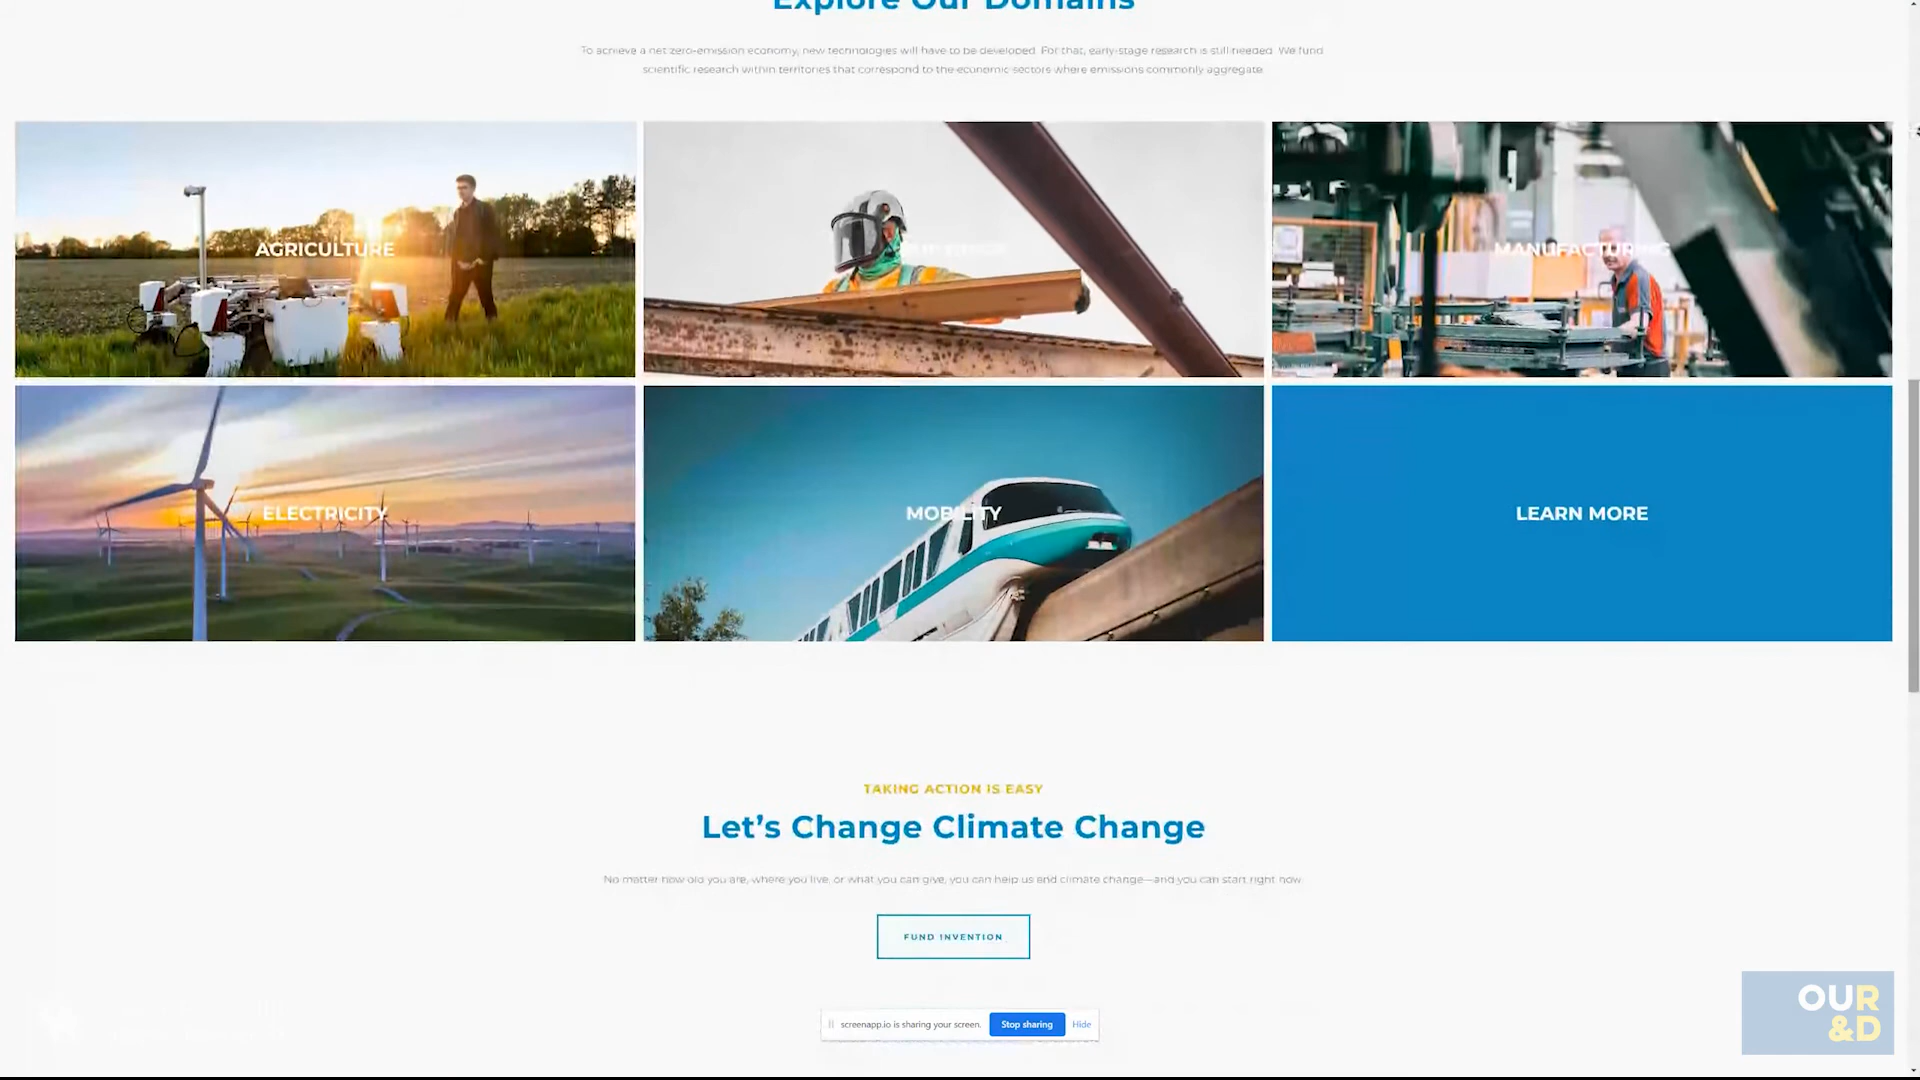 Explore Our Domains
To achieve a net zero-emission economy, new technologies will have to be developed. For that, early-stage research is still needed. We fund
scientific research within territories that correspond to the economic sectors where emissions commonly aggregate.
AGRICULTURE
MANUFACTURING
ELECTRICITY
MOBILITY
LEARN MORE
TAKING ACTION IS EASY
Let’s Change Climate Change
No matter how old you are, where you live, or what you can give, you can help us end climate change—and you can start right now.
FUND INVENTION
screenapp.io is sharing your screen.
Stop sharing
Hide
OUR
&D